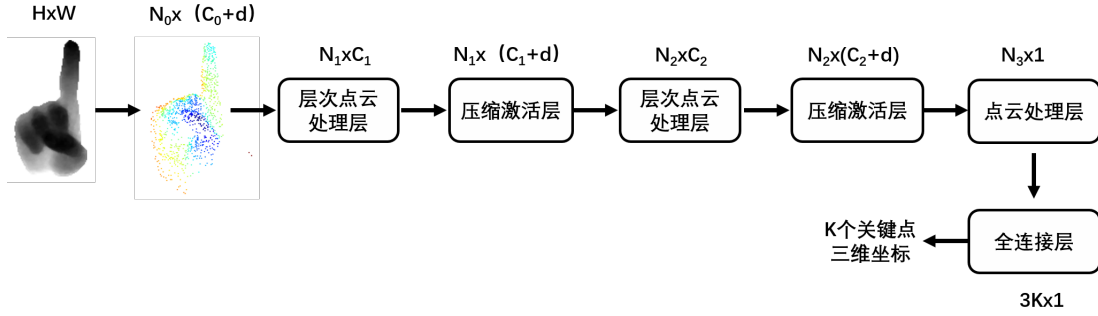 HxW
N₀x（C₀+d）
N₁xC₁
N₁x（C₁+d）
N₂xC₂
N₂x(C₂+d)
N₃x1
层次点云
处理层
压缩激活层
层次点云
处理层
压缩激活层
点云处理层
K个关键点
三维坐标
全连接层
3Kx1